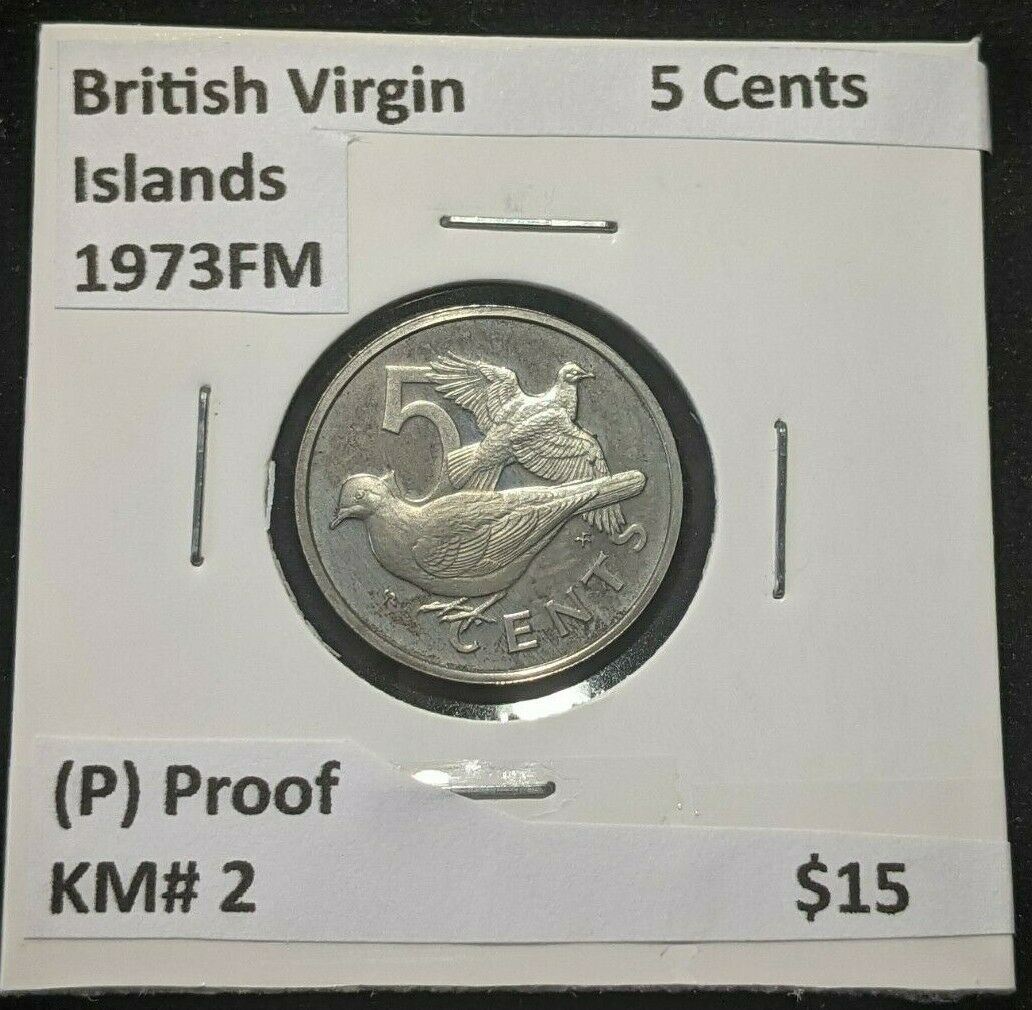 British Virgin 5 Cents
Islands
1973FM
5
CENTS
(P) Proof
KM# 2 $15